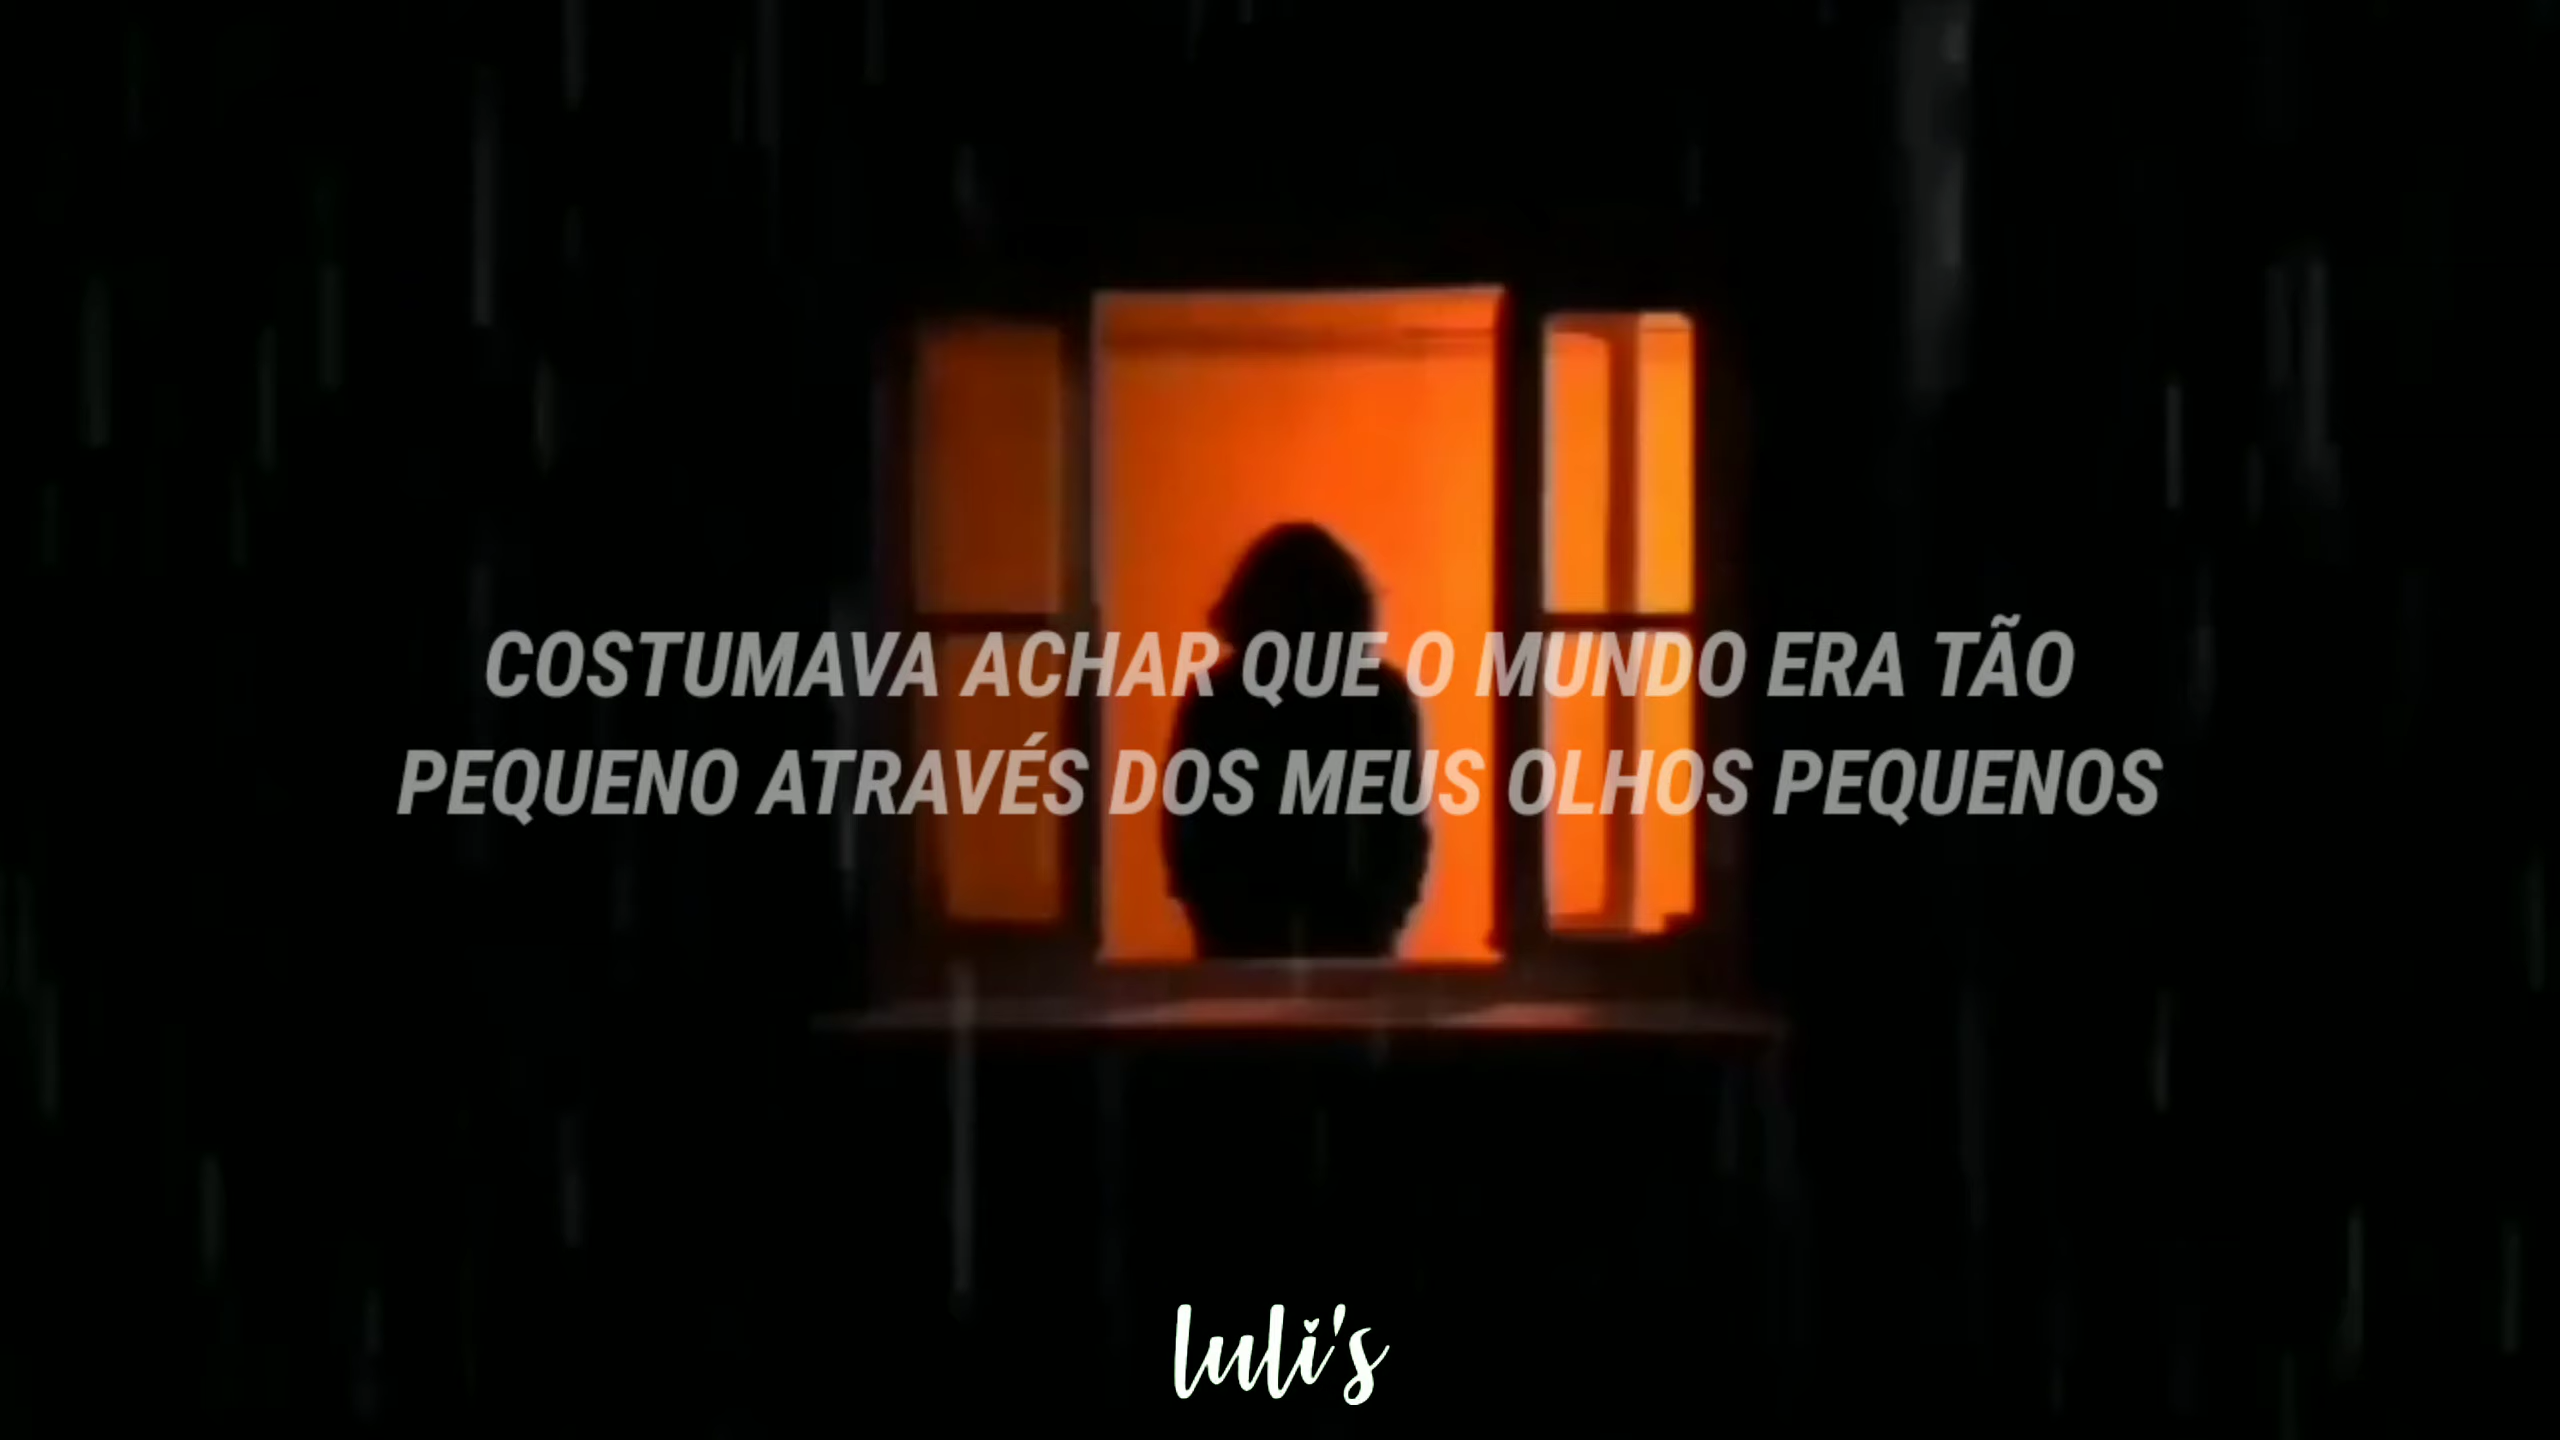 COSTUMAVA ACHAR QUE O MUNDO ERA TÃO
PEQUENO ATRAVÉS DOS MEUS OLHOS PEQUENOS
luli's